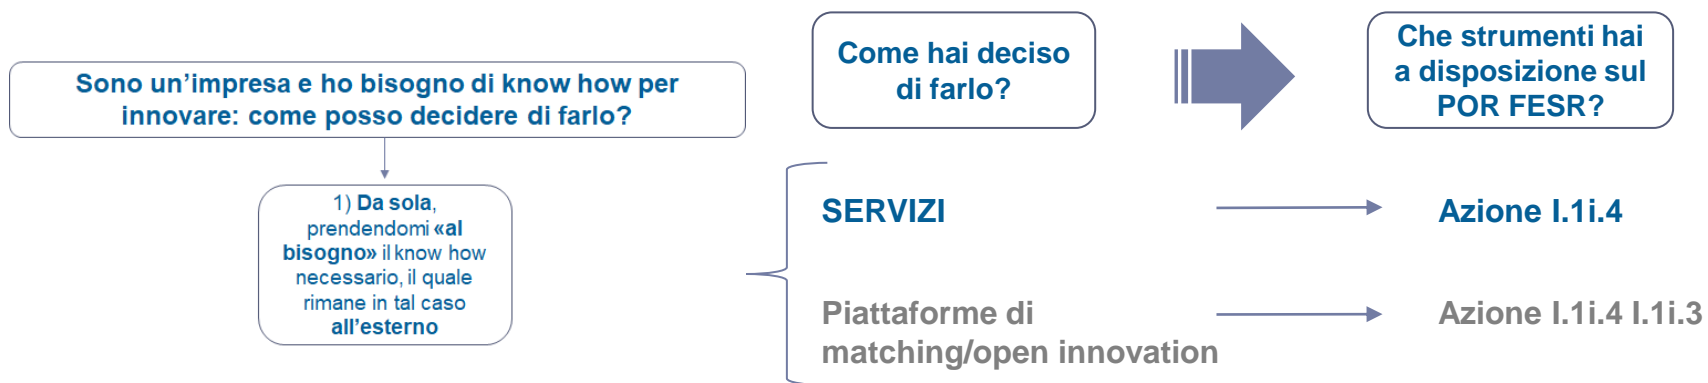 Sono un’impresa e ho bisogno di know how per
innovare: come posso decidere di farlo?
1) Da sola,
prendendomi «al
bisogno» il know how
necessario, il quale
rimane in tal caso
all’esterno
Come hai deciso
di farlo?
Che strumenti hai
a disposizione sul
POR FESR?
SERVIZI
Azione I.1i.4
Piattaforme di
matching/open innovation
Azione I.1i.4 I.1i.3